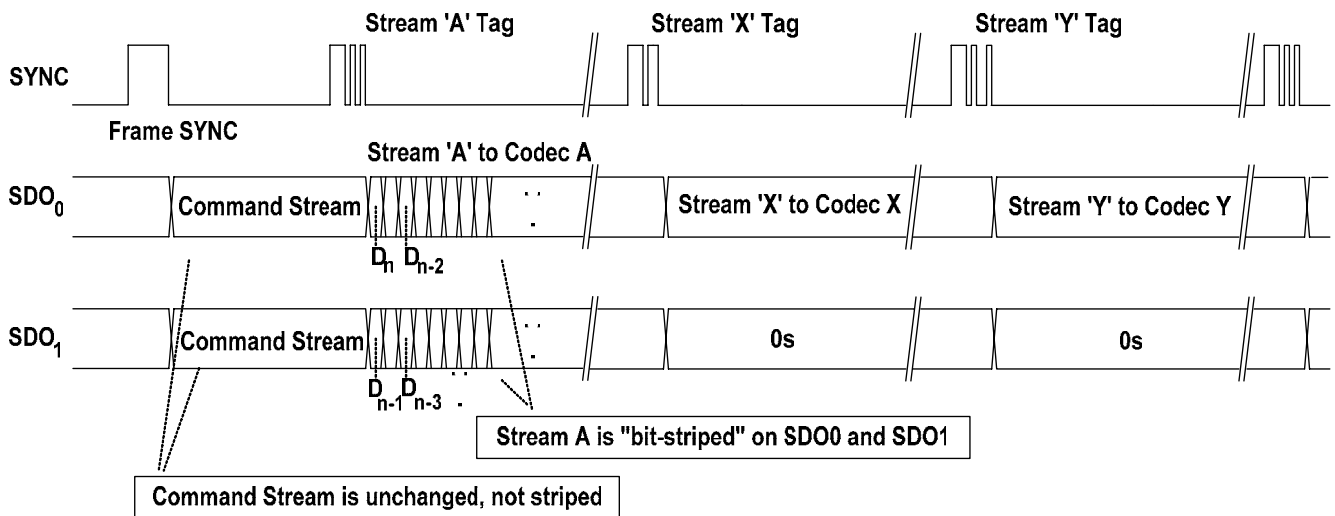 Stream 'A' Tag
Stream 'X' Tag
Stream 'Y' Tag
SYNC
Frame SYNC
Stream 'A' to Codec A
SDO0
Command Stream
. .
.
Stream 'X' to Codec X
Stream 'Y' to Codec Y
Dn
Dn-2
SDO1
Command Stream
. .
.
0s
0s
Dn-1
Dn-3
. .
.
Stream A is "bit-striped" on SDO0 and SDO1
Command Stream is unchanged, not striped